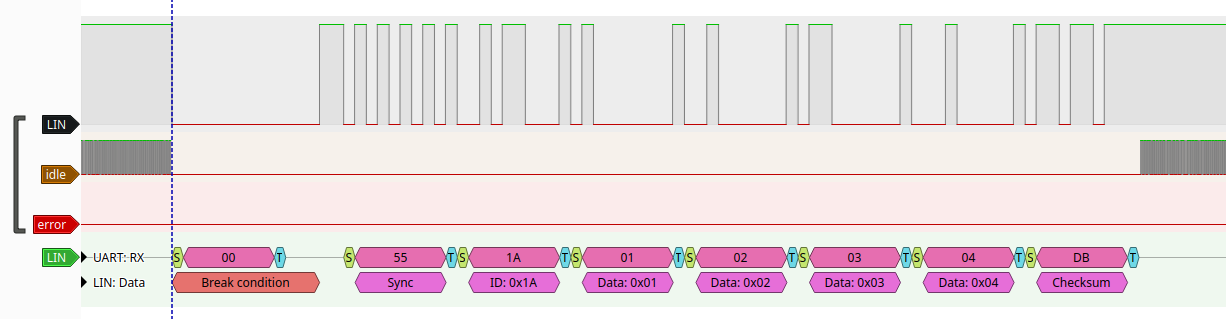 LIN
idle
error
LIN UART: RX S 00 T S 55 T S 1A T S 01 T S 02 T S 03 T S 04 T S DB T
LIN: Data Break condition Sync ID: 0x1A Data: 0x01 Data: 0x02 Data: 0x03 Data: 0x04 Checksum